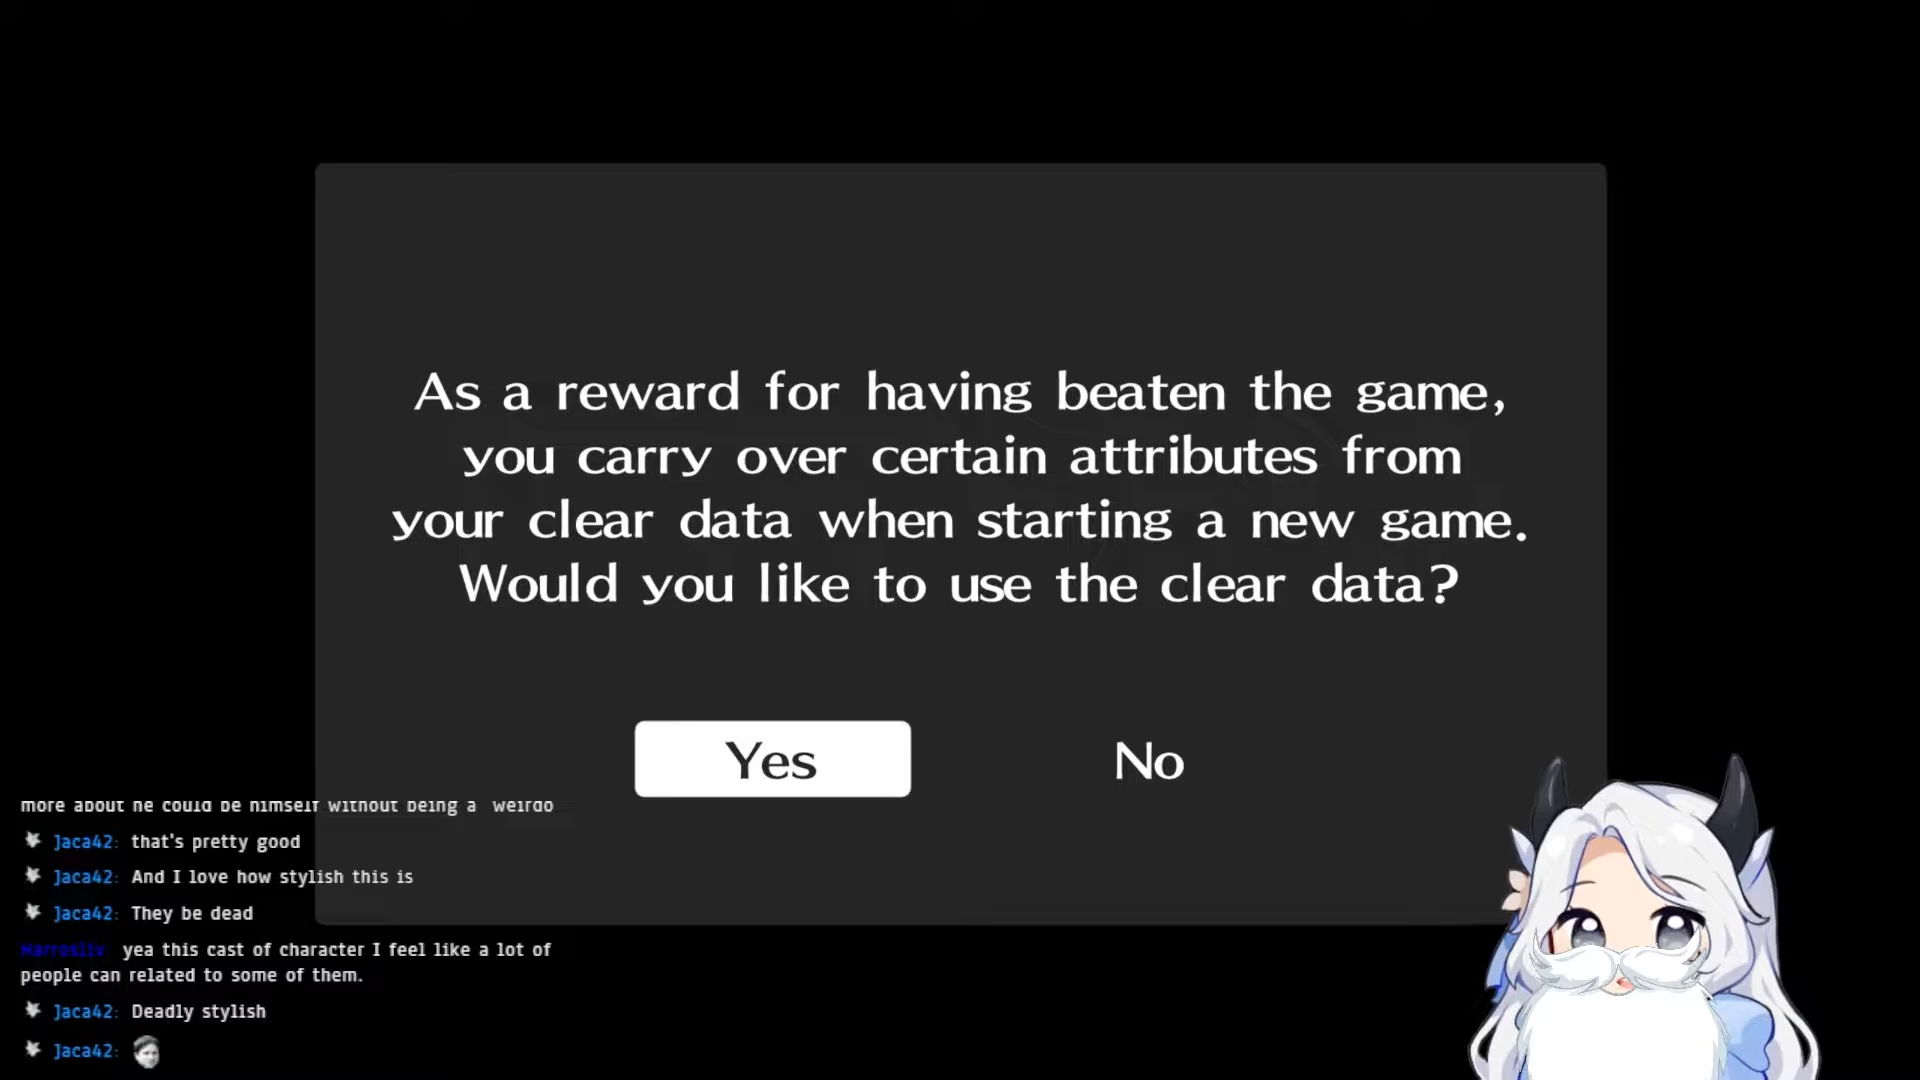 As a reward for having beaten the game,
you carry over certain attributes from
your clear data when starting a new game.
Would you like to use the clear data?
Yes
No
more about he could be himself without being a weirdo
Jaca42: that's pretty good
Jaca42: And I love how stylish this is
Jaca42: They be dead
yea this cast of character I feel like a lot of
people can related to some of them.
Jaca42: Deadly stylish
Jaca42: